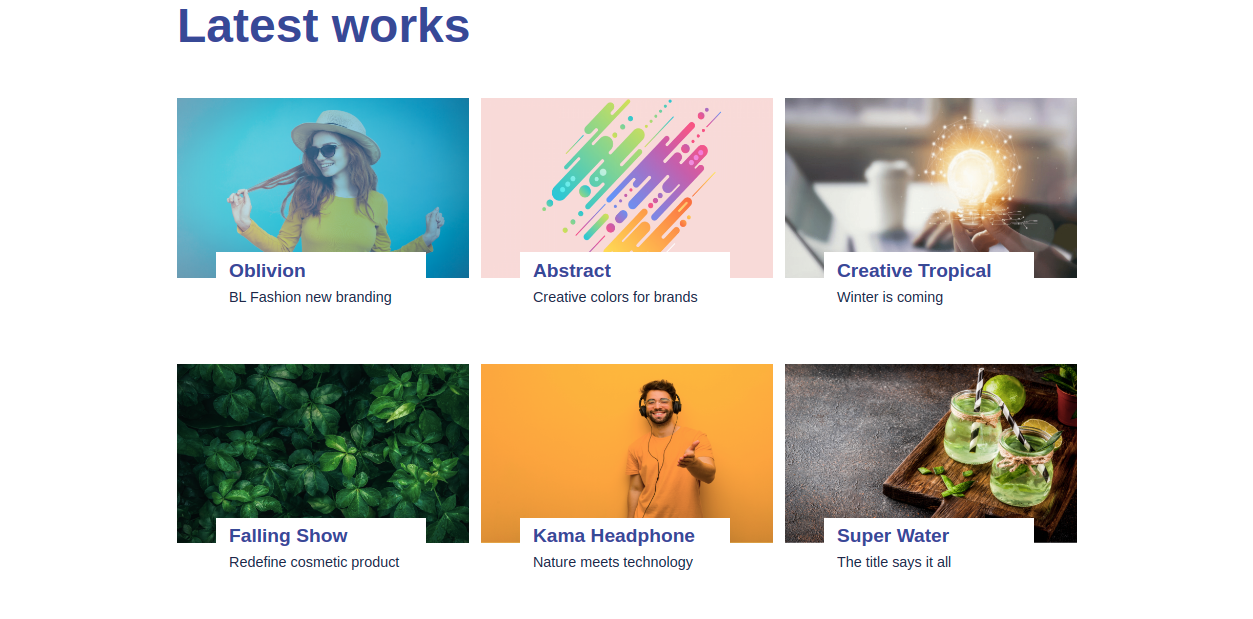 Latest works
Oblivion
BL Fashion new branding
Abstract
Creative colors for brands
Creative Tropical
Winter is coming
Falling Show
Redefine cosmetic product
Kama Headphone
Nature meets technology
Super Water
The title says it all